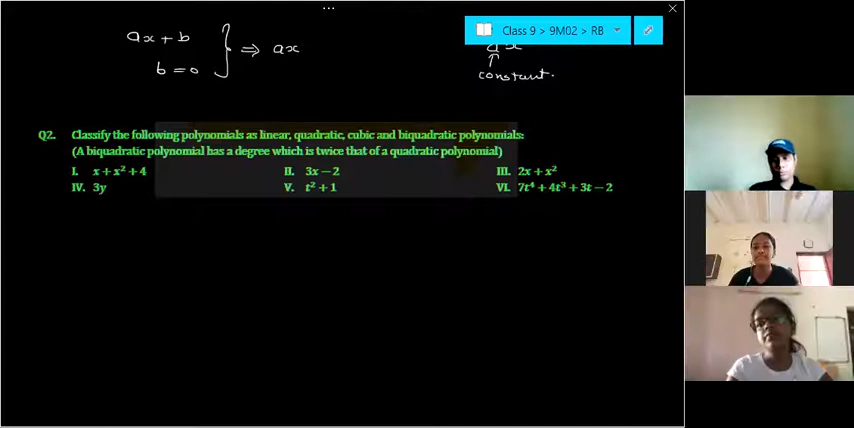 ax + b
b = 0
⇒ ax
Class 9 > 9M02 > RB
constant.
Q2. Classify the following polynomials as linear, quadratic, cubic and biquadratic polynomials:
(A biquadratic polynomial has a degree which is twice that of a quadratic polynomial)
I. x + x² + 4 II. 3x − 2 III. 2x + x²
IV. 3y V. t² + 1 VI. 7t⁴ + 4t³ + 3t − 2